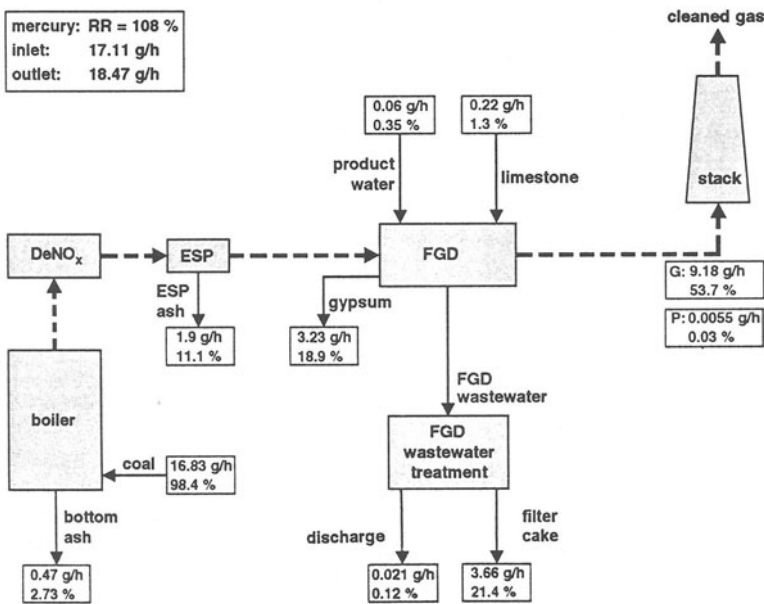 mercury: RR = 108 %
inlet: 17.11 g/h
outlet: 18.47 g/h
cleaned gas
stack
0.06 g/h
0.35 %
0.22 g/h
1.3 %
product
water
limestone
DeNOx
ESP
FGD
G: 9.18 g/h
53.7 %
P: 0.0055 g/h
0.03 %
ESP
ash
1.9 g/h
11.1 %
gypsum
3.23 g/h
18.9 %
FGD
wastewater
boiler
FGD
wastewater
treatment
coal
16.83 g/h
98.4 %
bottom
ash
0.47 g/h
2.73 %
discharge
0.021 g/h
0.12 %
filter
cake
3.66 g/h
21.4 %